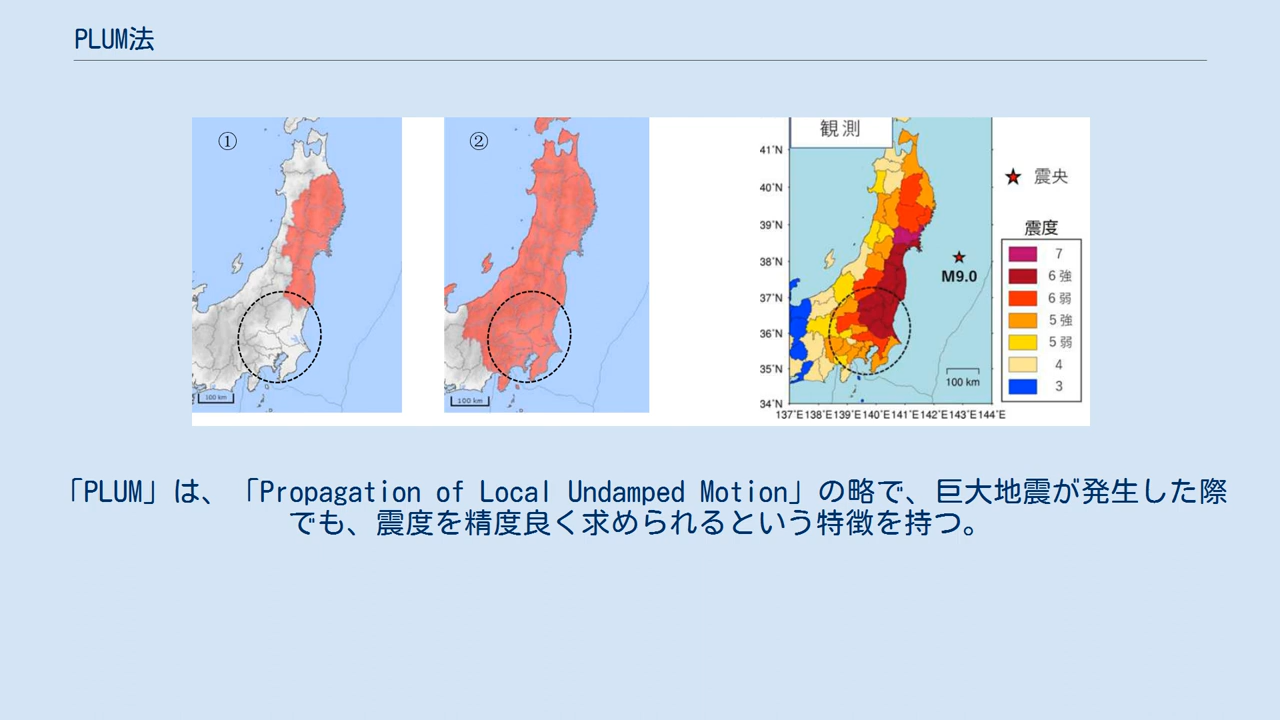 PLUM法
①
②
100 km
100 km
観測
41°N
40°N
39°N
38°N
37°N
36°N
35°N
34°N
137°E 138°E 139°E 140°E 141°E 142°E 143°E 144°E
M9.0
100 km
震央
震度
7
6 強
6 弱
5 強
5 弱
4
3
「PLUM」は、「Propagation of Local Undamped Motion」の略で、巨大地震が発生した際
でも、震度を精度良く求められるという特徴を持つ。